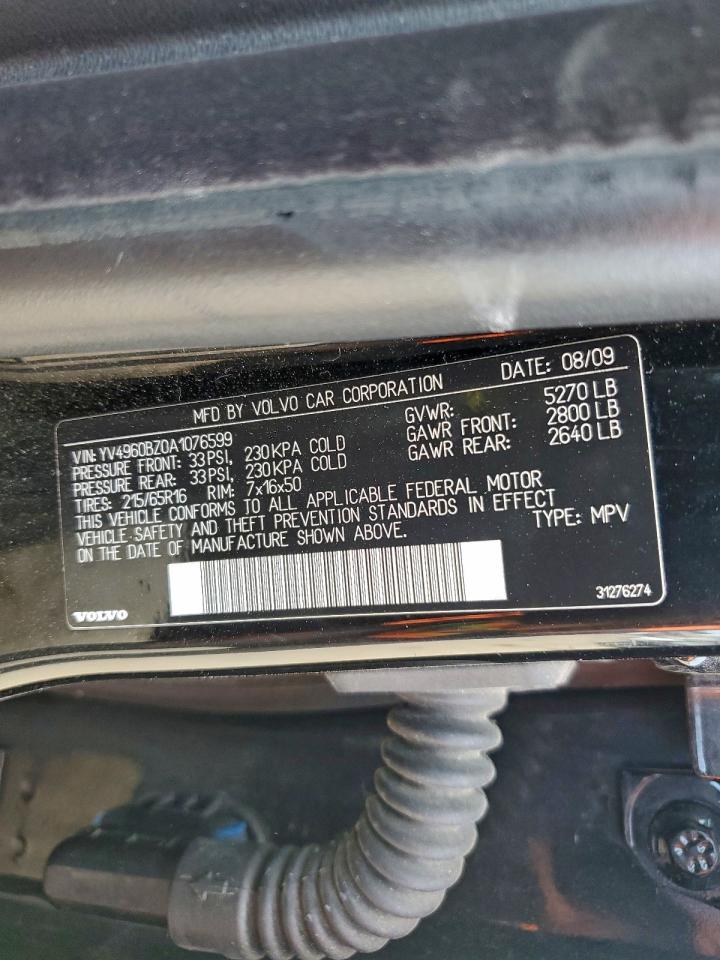 MFD BY VOLVO CAR CORPORATION DATE: 08/09
VIN: YV4960BZ0A1076599 GVWR: 5270 LB
PRESSURE FRONT: 33 PSI, 230 KPA COLD GAWR FRONT: 2800 LB
PRESSURE REAR: 33 PSI, 230 KPA COLD GAWR REAR: 2640 LB
TIRES: 215/65R16 RIM: 7x16x50
THIS VEHICLE CONFORMS TO ALL APPLICABLE FEDERAL MOTOR
VEHICLE SAFETY AND THEFT PREVENTION STANDARDS IN EFFECT
ON THE DATE OF MANUFACTURE SHOWN ABOVE. TYPE: MPV
VOLVO 31276274